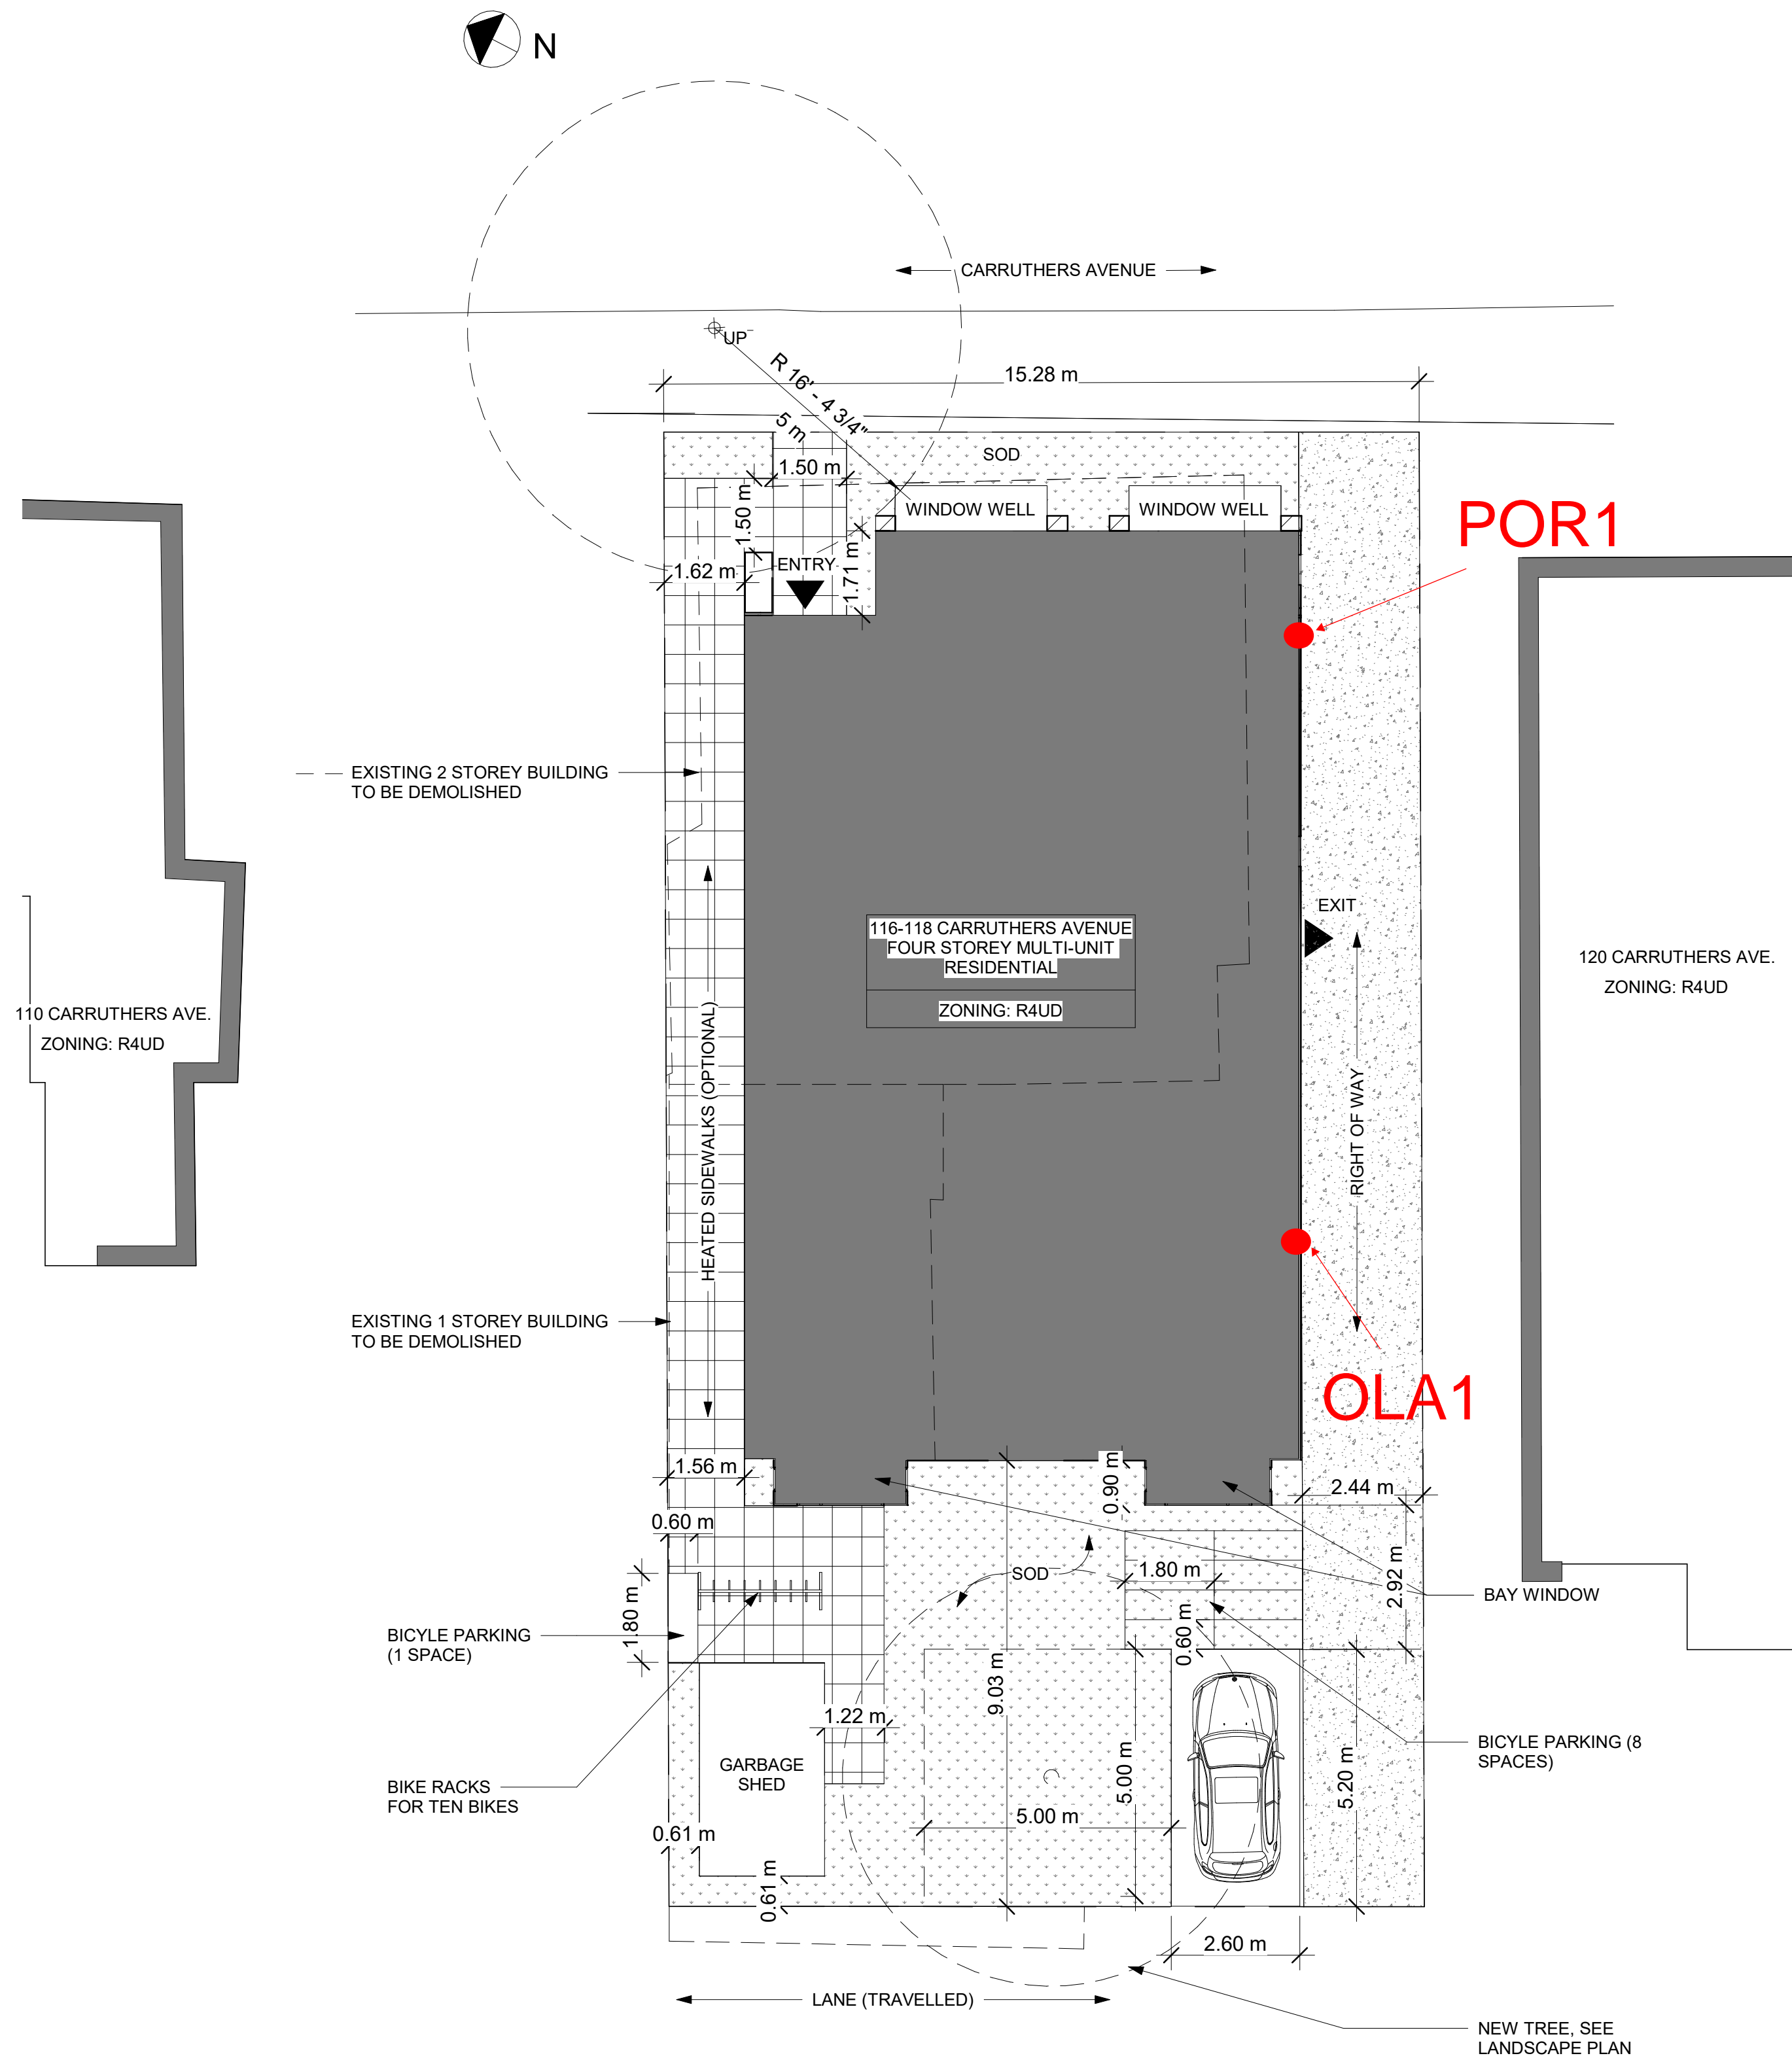 N
CARRUTHERS AVENUE
UP
R 16' - 4 3/4"
5 m
15.28 m
SOD
1.50 m
1.50 m
WINDOW WELL
WINDOW WELL
POR1
1.62 m
ENTRY
1.71 m
EXISTING 2 STOREY BUILDING
TO BE DEMOLISHED
EXIT
116-118 CARRUTHERS AVENUE
FOUR STOREY MULTI-UNIT
RESIDENTIAL
ZONING: R4UD
120 CARRUTHERS AVE.
ZONING: R4UD
110 CARRUTHERS AVE.
ZONING: R4UD
HEATED SIDEWALKS (OPTIONAL)
RIGHT OF WAY
EXISTING 1 STOREY BUILDING
TO BE DEMOLISHED
OLA1
1.56 m
0.90 m
2.44 m
0.60 m
SOD
1.80 m
2.92 m
BAY WINDOW
1.80 m
0.60 m
BICYLE PARKING
(1 SPACE)
9.03 m
1.22 m
BICYLE PARKING (8
SPACES)
GARBAGE
SHED
5.00 m
5.20 m
BIKE RACKS
FOR TEN BIKES
5.00 m
0.61 m
0.61 m
2.60 m
LANE (TRAVELLED)
NEW TREE, SEE
LANDSCAPE PLAN